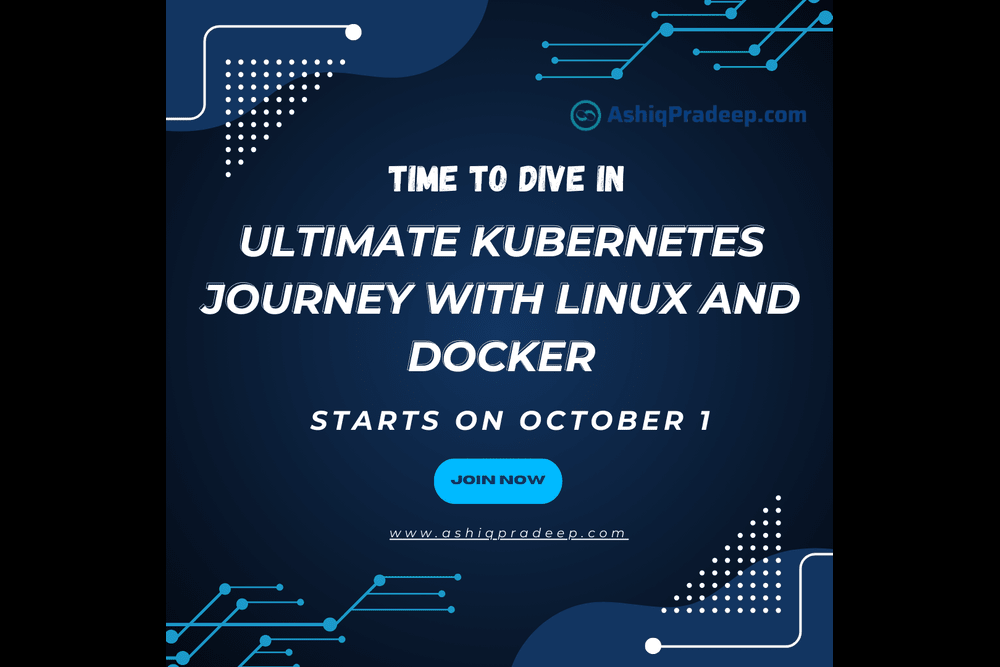 AshiqPradeep.com
TIME TO DIVE IN
ULTIMATE KUBERNETES
JOURNEY WITH LINUX AND
DOCKER
STARTS ON OCTOBER 1
JOIN NOW
www.ashiqpradeep.com